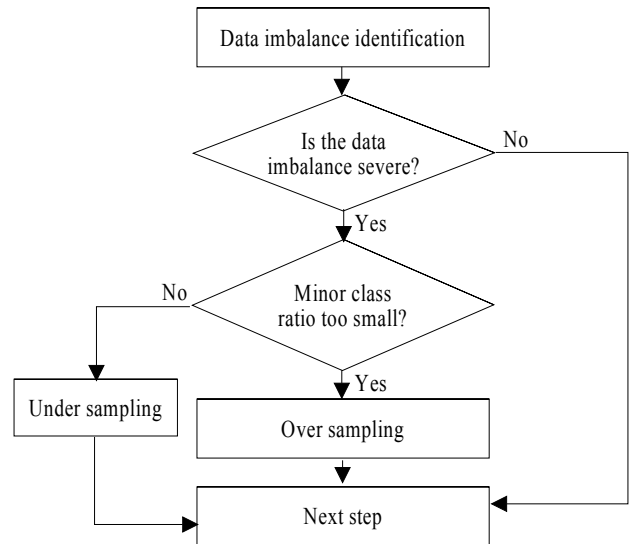 Data imbalance identification
Is the data
imbalance severe?
No
Yes
Minor class
ratio too small?
No
Yes
Under sampling
Over sampling
Next step